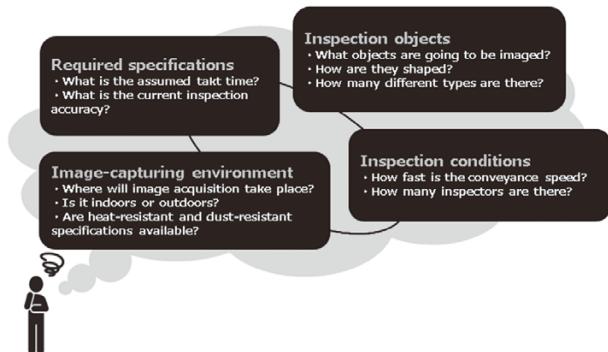 Required specifications
・What is the assumed takt time?
・What is the current inspection
accuracy?
Inspection objects
・What objects are going to be imaged?
・How are they shaped?
・How many different types are there?
Image-capturing environment
・Where will image acquisition take place?
・Is it indoors or outdoors?
・Are heat-resistant and dust-resistant
specifications available?
Inspection conditions
・How fast is the conveyance speed?
・How many inspectors are there?